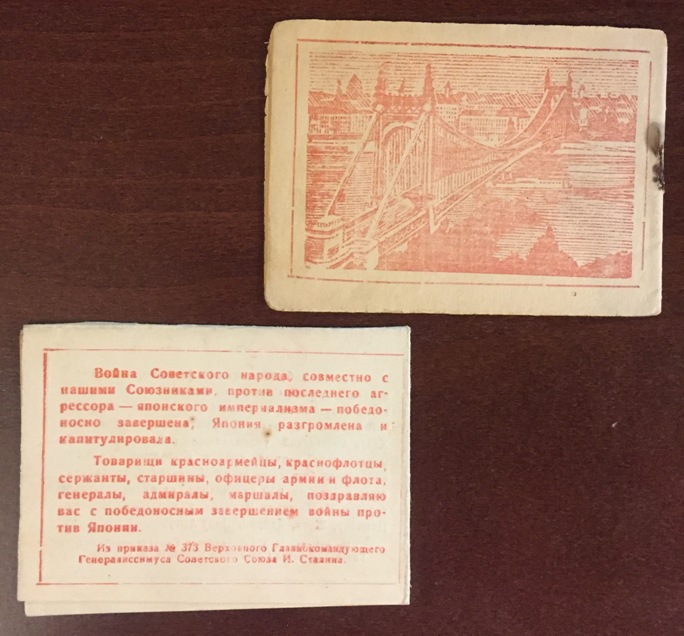 Война Советского народа, совместно с
нашими Союзниками, против последнего аг-
рессора — японского империализма — победо-
носно завершена, Япония разгромлена и
капитулировала.
Товарищи красноармейцы, краснофлотцы,
сержанты, старшины, офицеры армии и флота,
генералы, адмиралы, маршалы, поздравляю
вас с победоносным завершением войны про-
тив Японии.
Из приказа № 373 Верховного Главнокомандующего
Генералиссимуса Советского Союза И. Сталина.